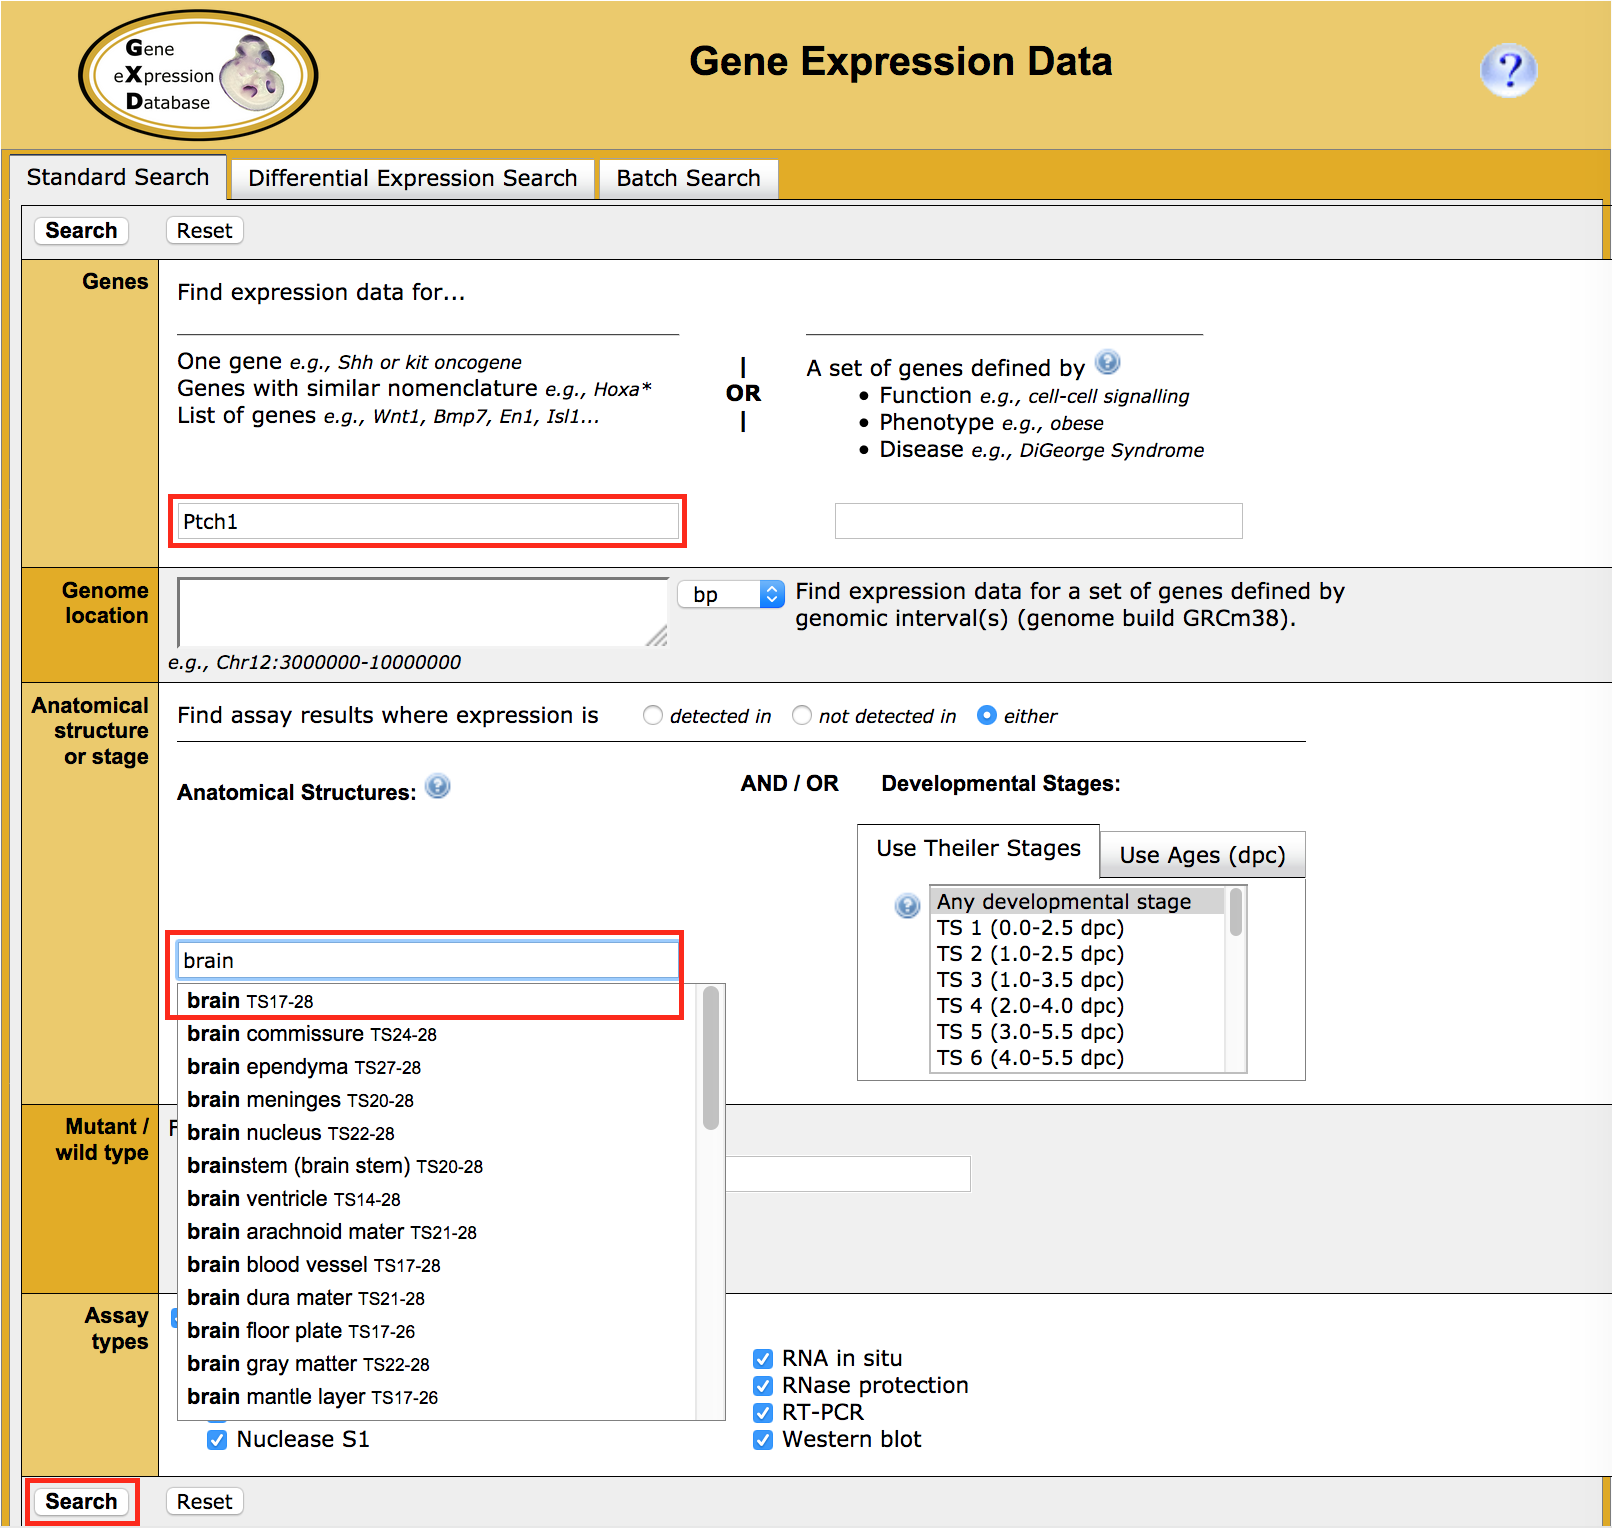 Gene
eXpression
Database
Gene Expression Data
?
Standard Search
Differential Expression Search
Batch Search
Search
Reset
Genes
Find expression data for...
One gene e.g., Shh or kit oncogene
Genes with similar nomenclature e.g., Hoxa*
List of genes e.g., Wnt1, Bmp7, En1, Isl1...
|
OR
|
A set of genes defined by ?
• Function e.g., cell-cell signalling
• Phenotype e.g., obese
• Disease e.g., DiGeorge Syndrome
Ptch1
Genome
location
bp
Find expression data for a set of genes defined by
genomic interval(s) (genome build GRCm38).
e.g., Chr12:3000000-10000000
Anatomical
structure
or stage
Find assay results where expression is detected in not detected in either
Anatomical Structures: ?
AND / OR
Developmental Stages:
Use Theiler Stages
Use Ages (dpc)
?
Any developmental stage
TS 1 (0.0-2.5 dpc)
TS 2 (1.0-2.5 dpc)
TS 3 (1.0-3.5 dpc)
TS 4 (2.0-4.0 dpc)
TS 5 (3.0-5.5 dpc)
TS 6 (4.0-5.5 dpc)
brain
brain TS17-28
brain commissure TS24-28
brain ependyma TS27-28
brain meninges TS20-28
brain nucleus TS22-28
brainstem (brain stem) TS20-28
brain ventricle TS14-28
brain arachnoid mater TS21-28
brain blood vessel TS17-28
brain dura mater TS21-28
brain floor plate TS17-26
brain gray matter TS22-28
brain mantle layer TS17-26
Mutant /
wild type
Assay
types
Nuclease S1
RNA in situ
RNase protection
RT-PCR
Western blot
Search
Reset